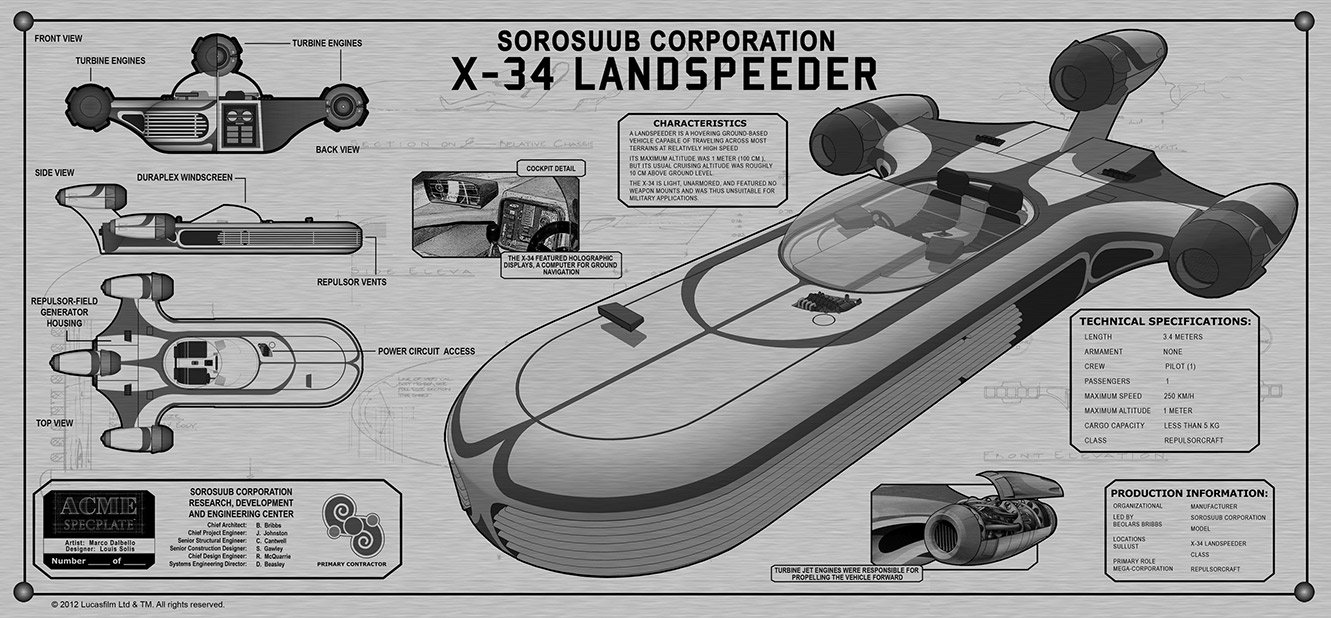 SOROSUUB CORPORATION
X-34 LANDSPEEDER
FRONT VIEW
TURBINE ENGINES
TURBINE ENGINES
BACK VIEW
SIDE VIEW
DURAPLEX WINDSCREEN
REPULSOR VENTS
REPULSOR-FIELD
GENERATOR
HOUSING
POWER CIRCUIT ACCESS
TOP VIEW
COCKPIT DETAIL
THE X-34 FEATURED HOLOGRAPHIC
DISPLAYS, A COMPUTER FOR GROUND
NAVIGATION
CHARACTERISTICS
A LANDSPEEDER IS A HOVERING GROUND-BASED
VEHICLE CAPABLE OF TRAVELING ACROSS MOST
TERRAINS AT RELATIVELY HIGH SPEED
ITS MAXIMUM ALTITUDE WAS 1 METER (100 CM ),
BUT ITS USUAL CRUISING ALTITUDE WAS ROUGHLY
10 CM ABOVE GROUND LEVEL.
THE X-34 IS LIGHT, UNARMORED, AND FEATURED NO
WEAPON MOUNTS AND WAS THUS UNSUITABLE FOR
MILITARY APPLICATIONS.
TECHNICAL SPECIFICATIONS:
LENGTH 3.4 METERS
ARMAMENT NONE
CREW PILOT (1)
PASSENGERS 1
MAXIMUM SPEED 250 KM/H
MAXIMUM ALTITUDE 1 METER
CARGO CAPACITY LESS THAN 5 KG
CLASS REPULSORCRAFT
FRONT ELEVATION
SIDE ELEVA
PRODUCTION INFORMATION:
ORGANIZATIONAL MANUFACTURER
LED BY SOROSUUB CORPORATION
BEOLARS BRIBBS MODEL
LOCATIONS X-34 LANDSPEEDER
SULLUST CLASS
PRIMARY ROLE REPULSORCRAFT
MEGA-CORPORATION
TURBINE JET ENGINES WERE RESPONSIBLE FOR
PROPELLING THE VEHICLE FORWARD
ACME
SPECPLATE
Artist: Marco Dalbello
Designer: Louis Solis
Number ____ of ____
SOROSUUB CORPORATION
RESEARCH, DEVELOPMENT
AND ENGINEERING CENTER
Chief Architect: B. Bribbs
Chief Project Engineer: J. Johnston
Senior Structural Engineer: C. Cantwell
Senior Construction Designer: S. Gawley
Chief Design Engineer: R. McQuarrie
Systems Engineering Director: D. Beasley
PRIMARY CONTRACTOR
© 2012 Lucasfilm Ltd & TM. All rights reserved.